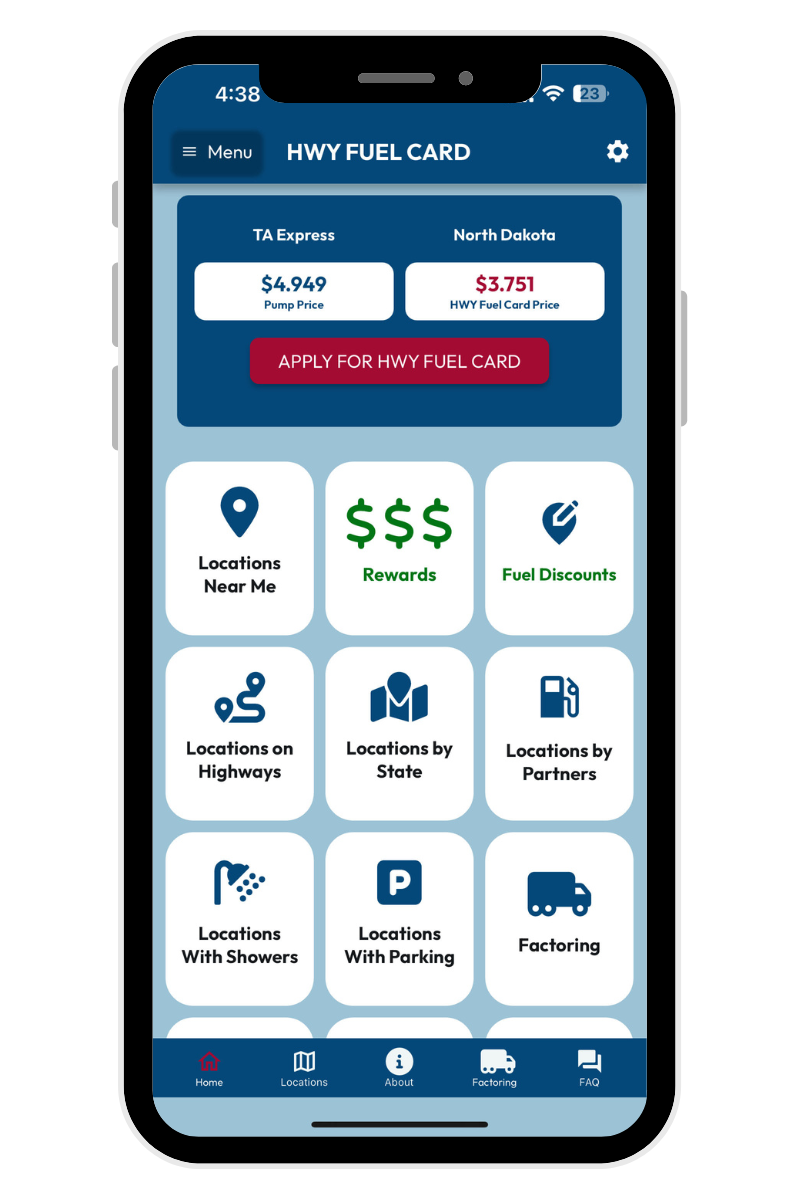 4:38
23
Menu
HWY FUEL CARD
TA Express
North Dakota
$4.949
Pump Price
$3.751
HWY Fuel Card Price
APPLY FOR HWY FUEL CARD
Locations
Near Me
$$$
Rewards
Fuel Discounts
Locations on
Highways
Locations by
State
Locations by
Partners
Locations
With Showers
P
Locations
With Parking
Factoring
Home
Locations
i
About
Factoring
FAQ